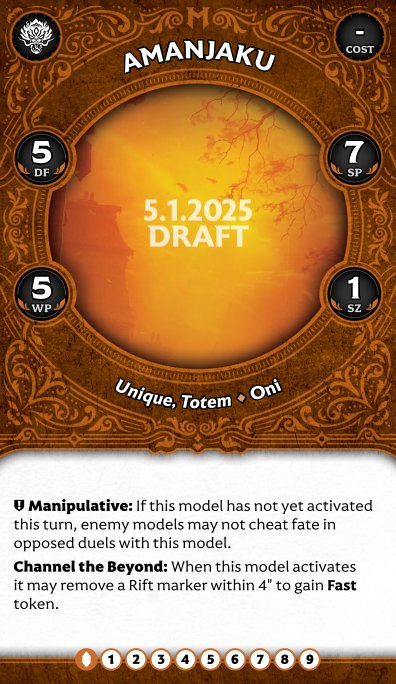 -
COST
AMANJAKU
5
DF
7
SP
5.1.2025
DRAFT
5
WP
1
SZ
Unique, Totem ⬥ Oni
Manipulative: If this model has not yet activated
this turn, enemy models may not cheat fate in
opposed duels with this model.
Channel the Beyond: When this model activates
it may remove a Rift marker within 4" to gain Fast
token.
1 2 3 4 5 6 7 8 9